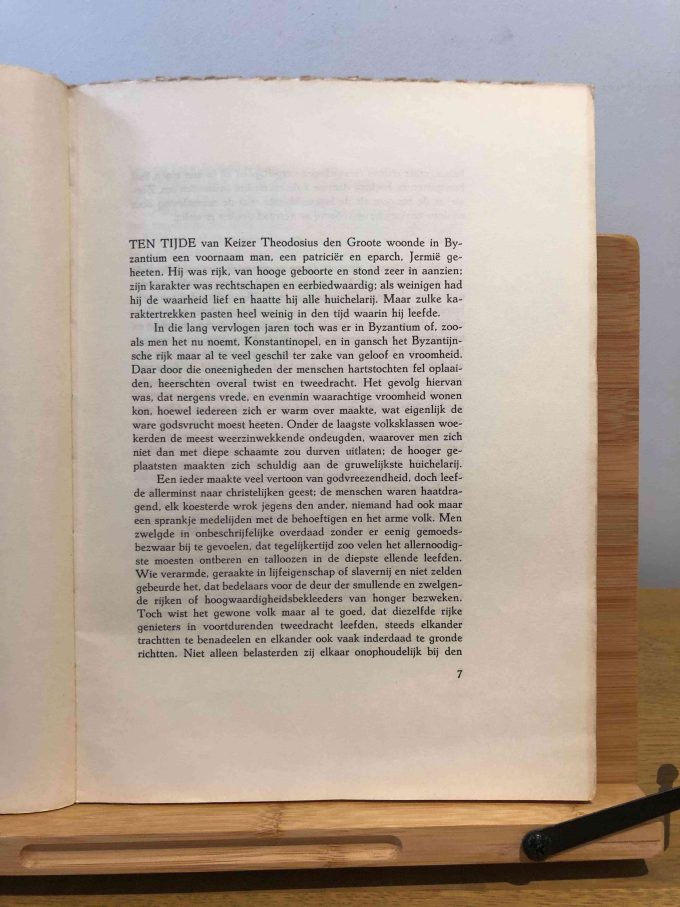 TEN TIJDE van Keizer Theodosius den Groote woonde in By-
zantium een voornaam man, een patriciër en eparch, Jermië ge-
heeten. Hij was rijk, van hooge geboorte en stond zeer in aanzien;
zijn karakter was rechtschapen en eerbiedwaardig; als weinigen had
hij de waarheid lief en haatte hij alle huichelarij. Maar zulke ka-
raktertrekken pasten heel weinig in den tijd waarin hij leefde.
In die lang vervlogen jaren toch was er in Byzantium of, zoo-
als men het nu noemt, Konstantinopel, en in gansch het Byzantijn-
sche rijk maar al te veel geschil ter zake van geloof en vroomheid.
Daar door die oneenigheden der menschen hartstochten fel oplaai-
den, heerschten overal twist en tweedracht. Het gevolg hiervan
was, dat nergens vrede, en evenmin waarachtige vroomheid wonen
kon, hoewel iedereen zich er warm over maakte, wat eigenlijk de
ware godsvrucht moest heeten. Onder de laagste volksklassen woe-
kerden de meest weerzinwekkende ondeugden, waarover men zich
niet dan met diepe schaamte zou durven uitlaten; de hooger ge-
plaatsten maakten zich schuldig aan de gruwelijkste huichelarij.
Een ieder maakte veel vertoon van godvreezendheid, doch leef-
de allerminst naar christelijken geest; de menschen waren haatdra-
gend, elk koesterde wrok jegens den ander, niemand had ook maar
een sprankje medelijden met de behoeftigen en het arme volk. Men
zwelgde in onbeschrijfelijke overdaad zonder er eenig gemoeds-
bezwaar bij te gevoelen, dat tegelijkertijd zoo velen het allernoodig-
ste moesten ontberen en talloozen in de diepste ellende leefden.
Wie verarmde, geraakte in lijfeigenschap of slavernij en niet zelden
gebeurde het, dat bedelaars voor de deur der smullende en zwelgen-
de rijken of hoogwaardigheidsbekleeders van honger bezweken.
Toch wist het gewone volk maar al te goed, dat diezelfde rijke
genieters in voortdurenden tweedracht leefden, steeds elkander
trachtten te benadeelen en elkander ook vaak inderdaad te gronde
richtten. Niet alleen belasterden zij elkaar onophoudelijk bij den
7